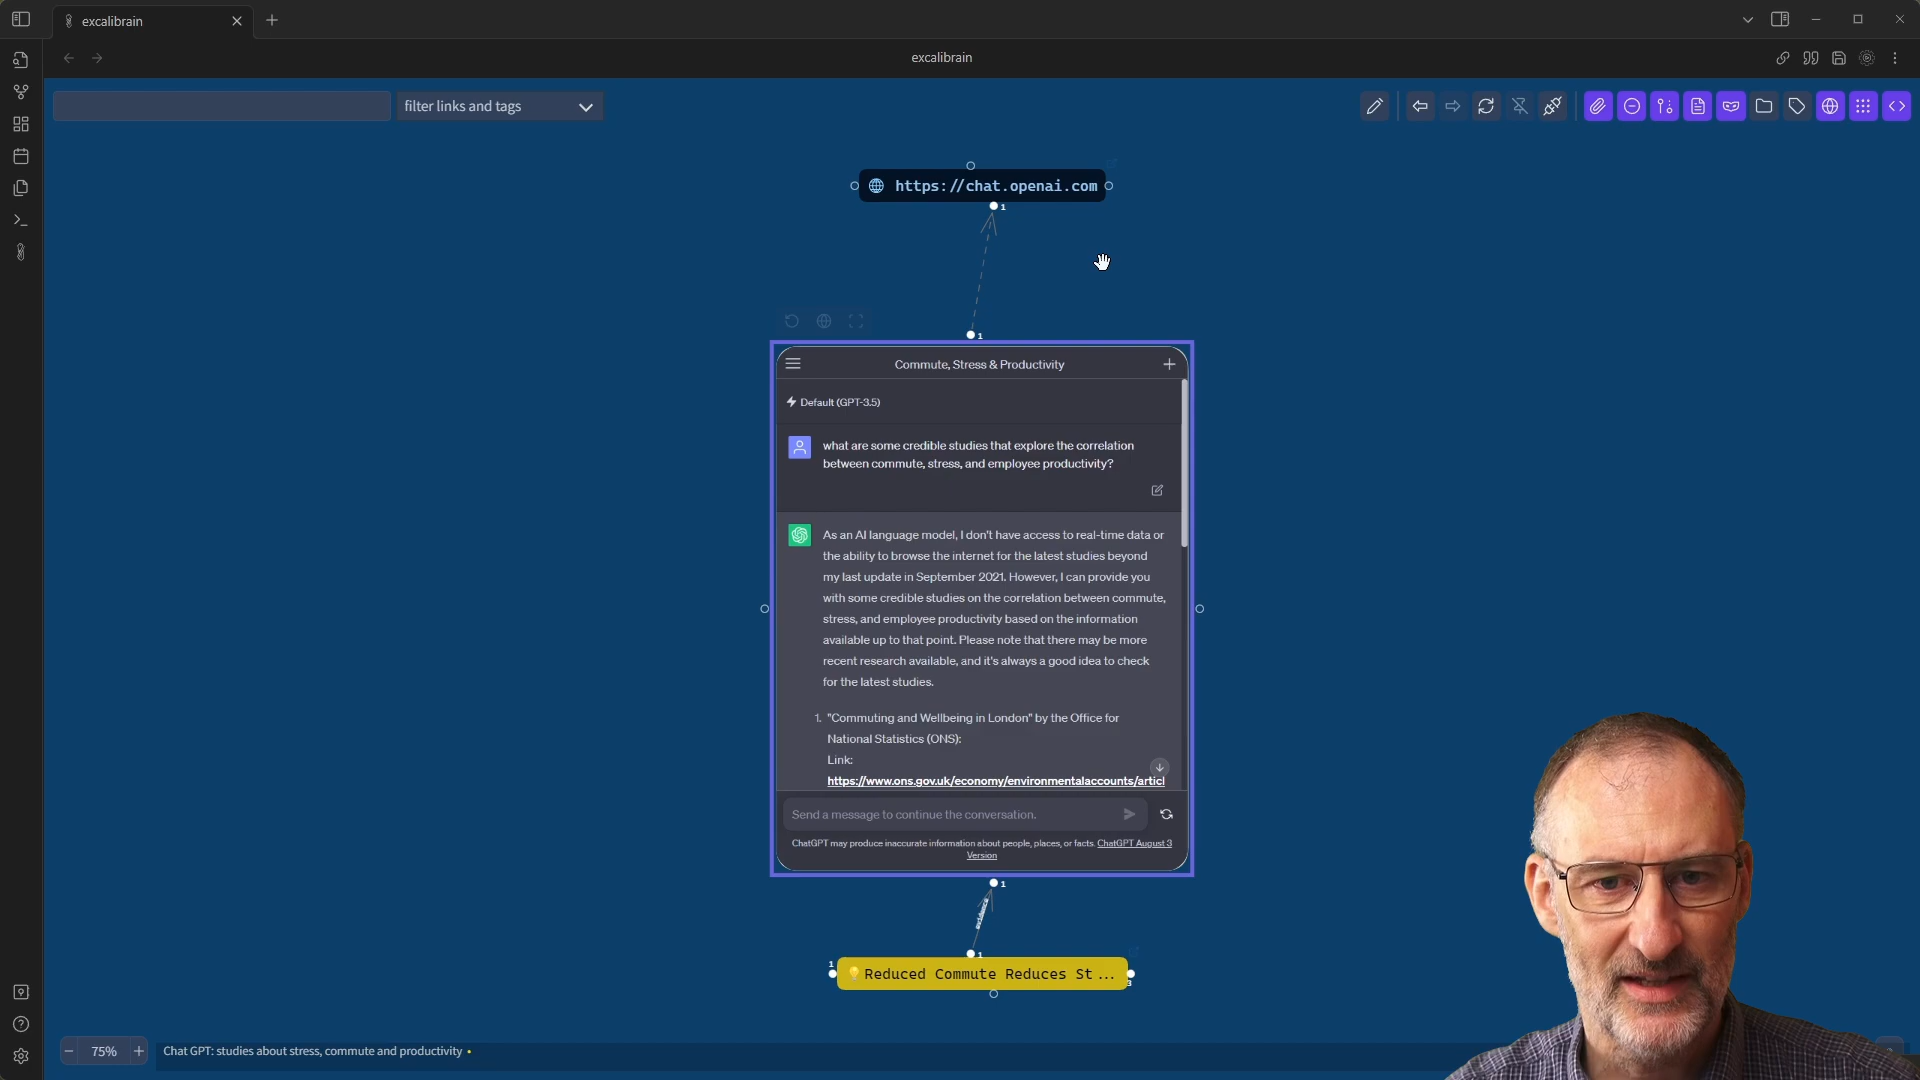 excalibrain
excalibrain
filter links and tags
https://chat.openai.com
1
1
Commute, Stress & Productivity
Default (GPT-3.5)
what are some credible studies that explore the correlation
between commute, stress, and employee productivity?
As an AI language model, I don't have access to real-time data or
the ability to browse the internet for the latest studies beyond
my last update in September 2021. However, I can provide you
with some credible studies on the correlation between commute,
stress, and employee productivity based on the information
available up to that point. Please note that there may be more
recent research available, and it's always a good idea to check
for the latest studies.
1. "Commuting and Wellbeing in London" by the Office for
National Statistics (ONS):
Link:
https://www.ons.gov.uk/economy/environmentalaccounts/articl
Send a message to continue the conversation.
ChatGPT may produce inaccurate information about people, places, or facts. ChatGPT August 3
Version
1
evidence
1
1
Reduced Commute Reduces St...
3
75%
Chat GPT: studies about stress, commute and productivity